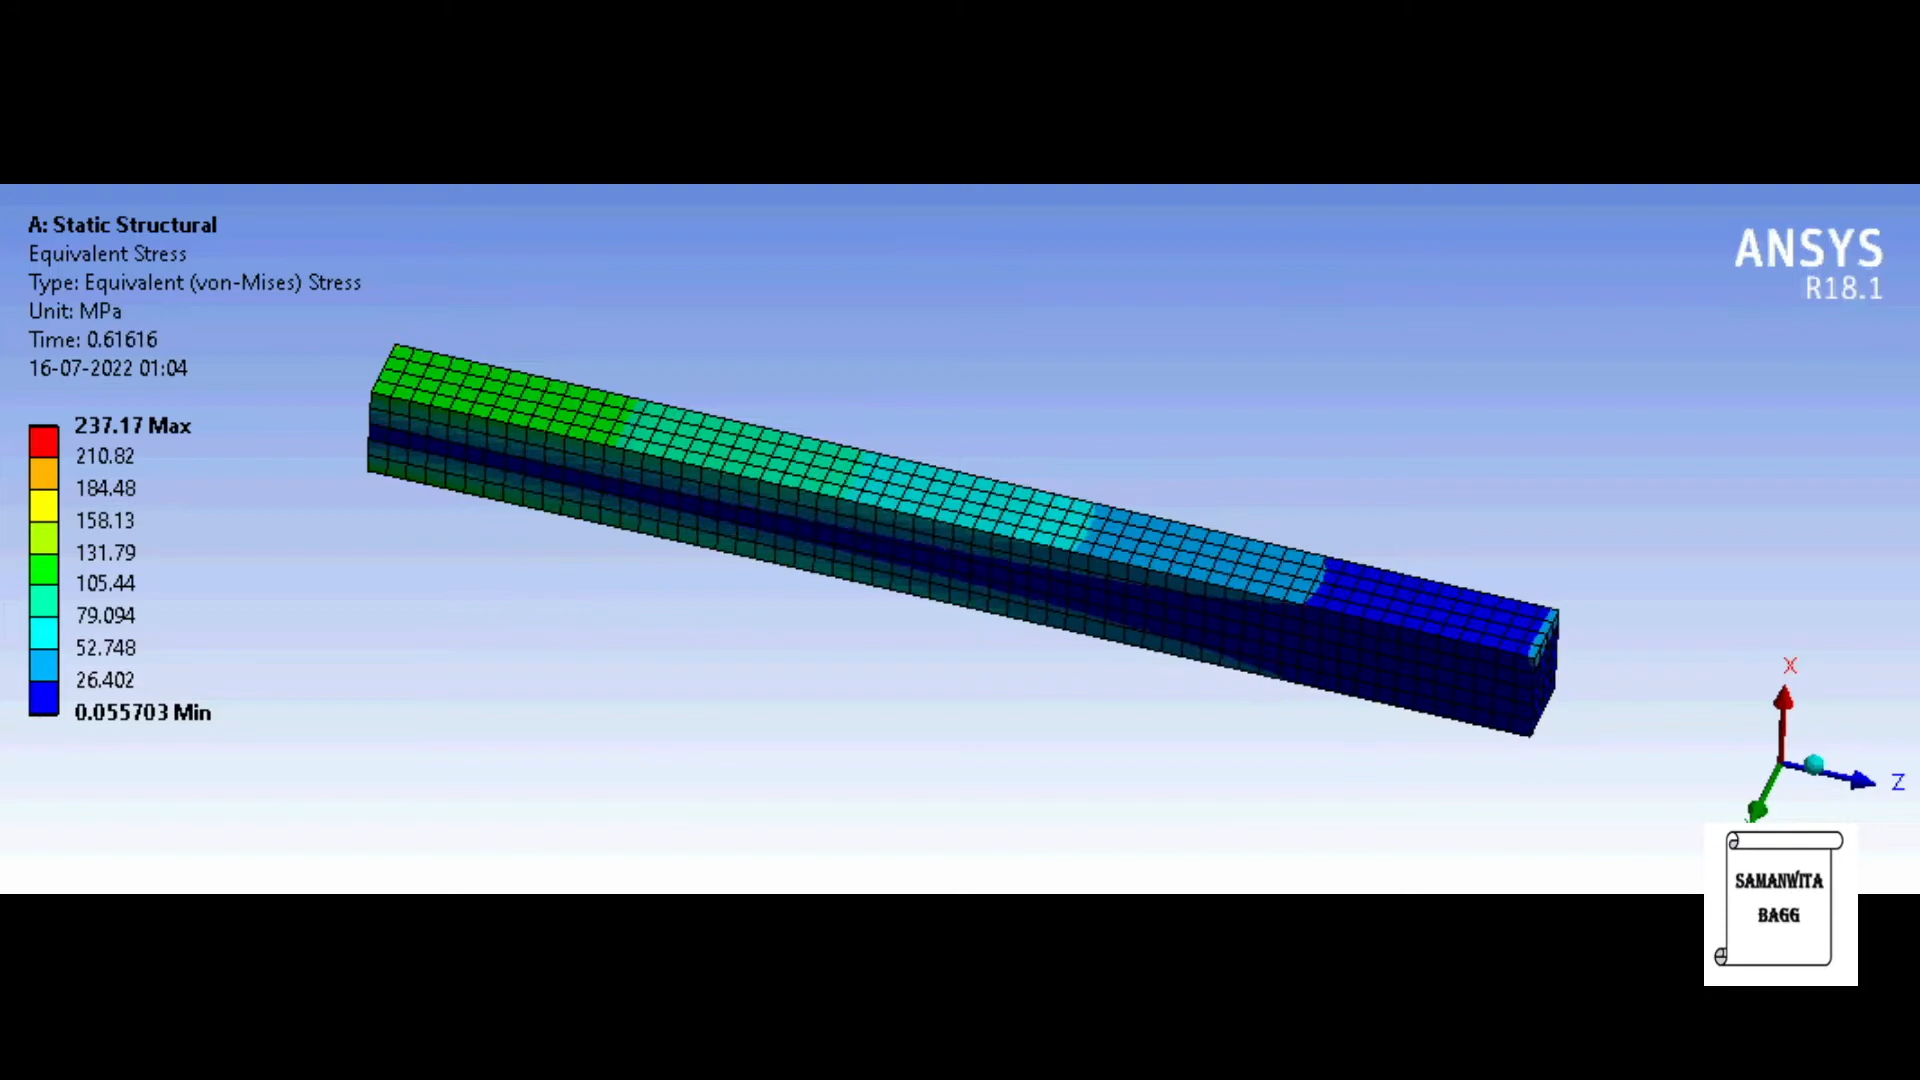 A: Static Structural
Equivalent Stress
Type: Equivalent (von-Mises) Stress
Unit: MPa
Time: 0.61616
16-07-2022 01:04
237.17 Max
210.82
184.48
158.13
131.79
105.44
79.094
52.748
26.402
0.055703 Min
ANSYS
R18.1
X
Z
SAMANWITA
BAGG